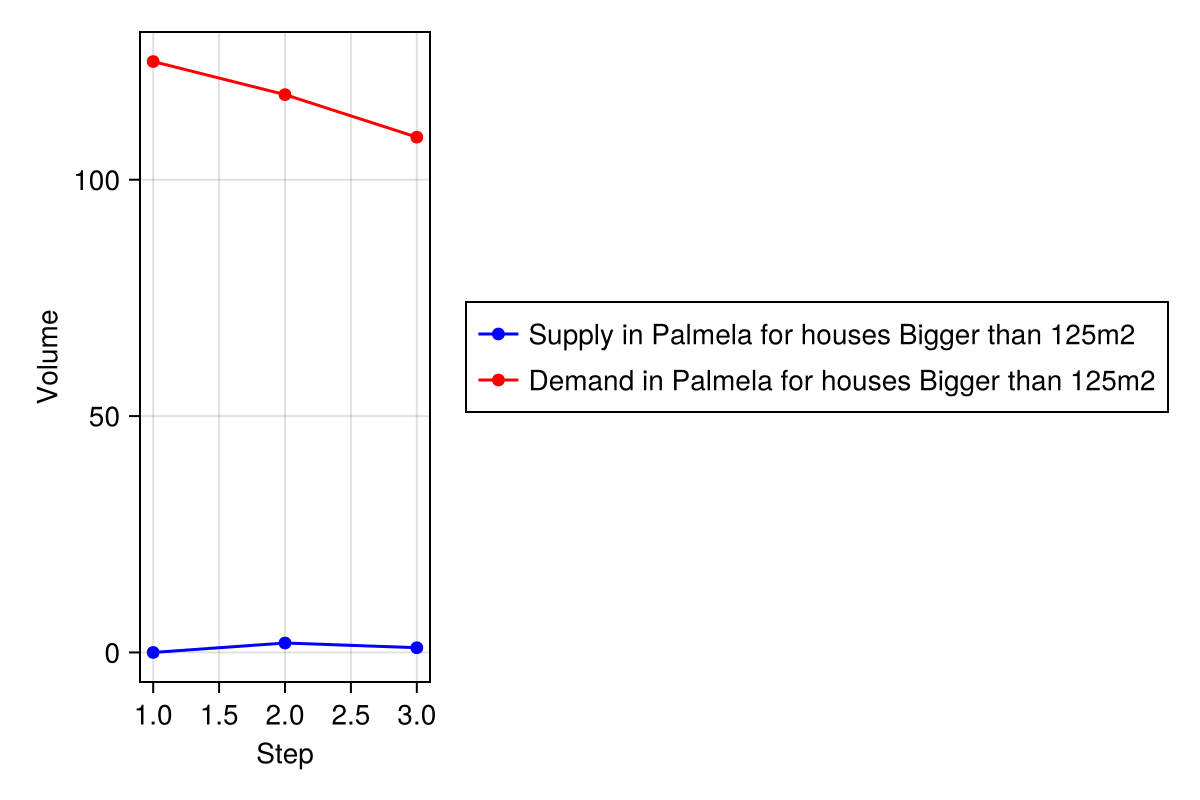 Volume
100
50
0
1.0 1.5 2.0 2.5 3.0
Step
Supply in Palmela for houses Bigger than 125m2
Demand in Palmela for houses Bigger than 125m2